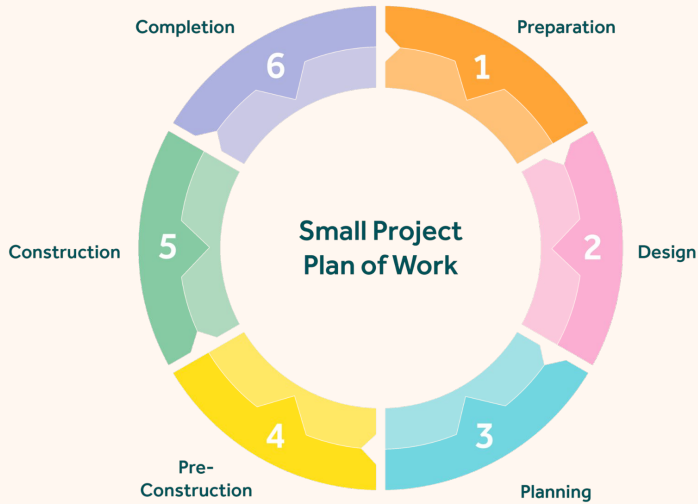 Small Project
Plan of Work
1
Preparation
2
Design
3
Planning
4
Pre-
Construction
5
Construction
6
Completion